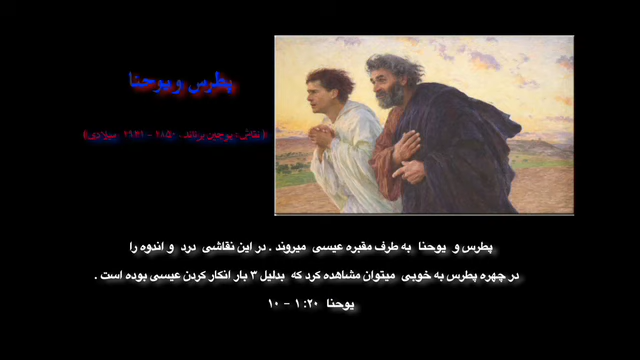 پطرس و یوحنا
( نقاش ، یوجین برناند ، ۲۸۵۰ - ۲۹۳۱ میلادی)
پطرس و یوحنا به طرف مقبره عیسی میروند . در این نقاشی درد و اندوه را
در چهره پطرس به خوبی میتوان مشاهده کرد که بدلیل ۳ بار انکار کردن عیسی بوده است .
یوحنا ۲۰ : ۱ - ۱۰